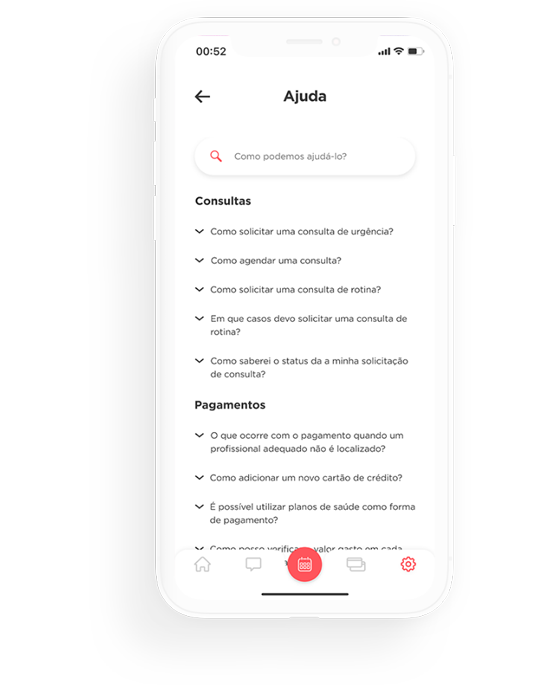 00:52
Ajuda
Como podemos ajudá-lo?
Consultas
Como solicitar uma consulta de urgência?
Como agendar uma consulta?
Como solicitar uma consulta de rotina?
Em que casos devo solicitar uma consulta de
rotina?
Como saberei o status da a minha solicitação
de consulta?
Pagamentos
O que ocorre com o pagamento quando um
profissional adequado não é localizado?
Como adicionar um novo cartão de crédito?
É possível utilizar planos de saúde como forma
de pagamento?
Como posso valor gasto em cada